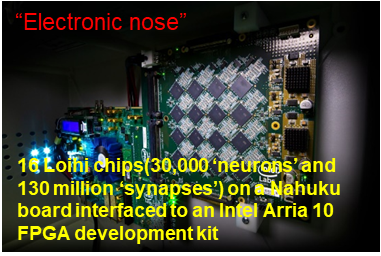 “Electronic nose”
16 Loihi chips(30,000 ‘neurons’ and
130 million ‘synapses’) on a Nahuku
board interfaced to an Intel Arria 10
FPGA development kit